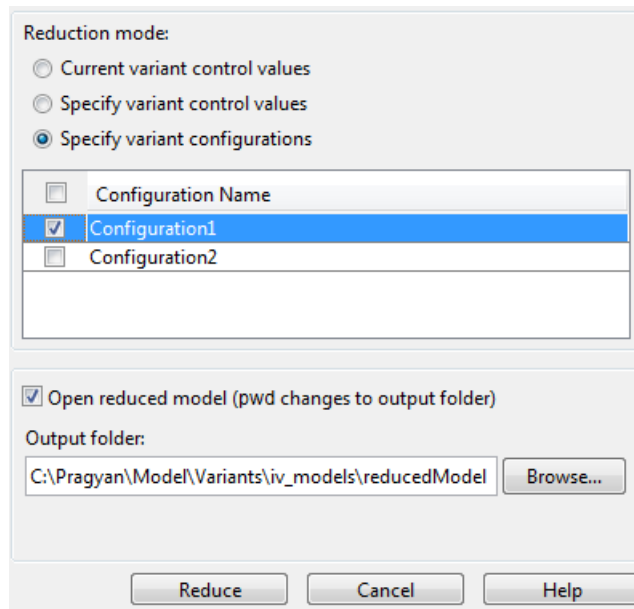 Reduction mode:
Current variant control values
Specify variant control values
Specify variant configurations
Configuration Name
Configuration1
Configuration2
Open reduced model (pwd changes to output folder)
Output folder:
C:\Pragyan\Model\Variants\iv_models\reducedModel Browse...
Reduce Cancel Help